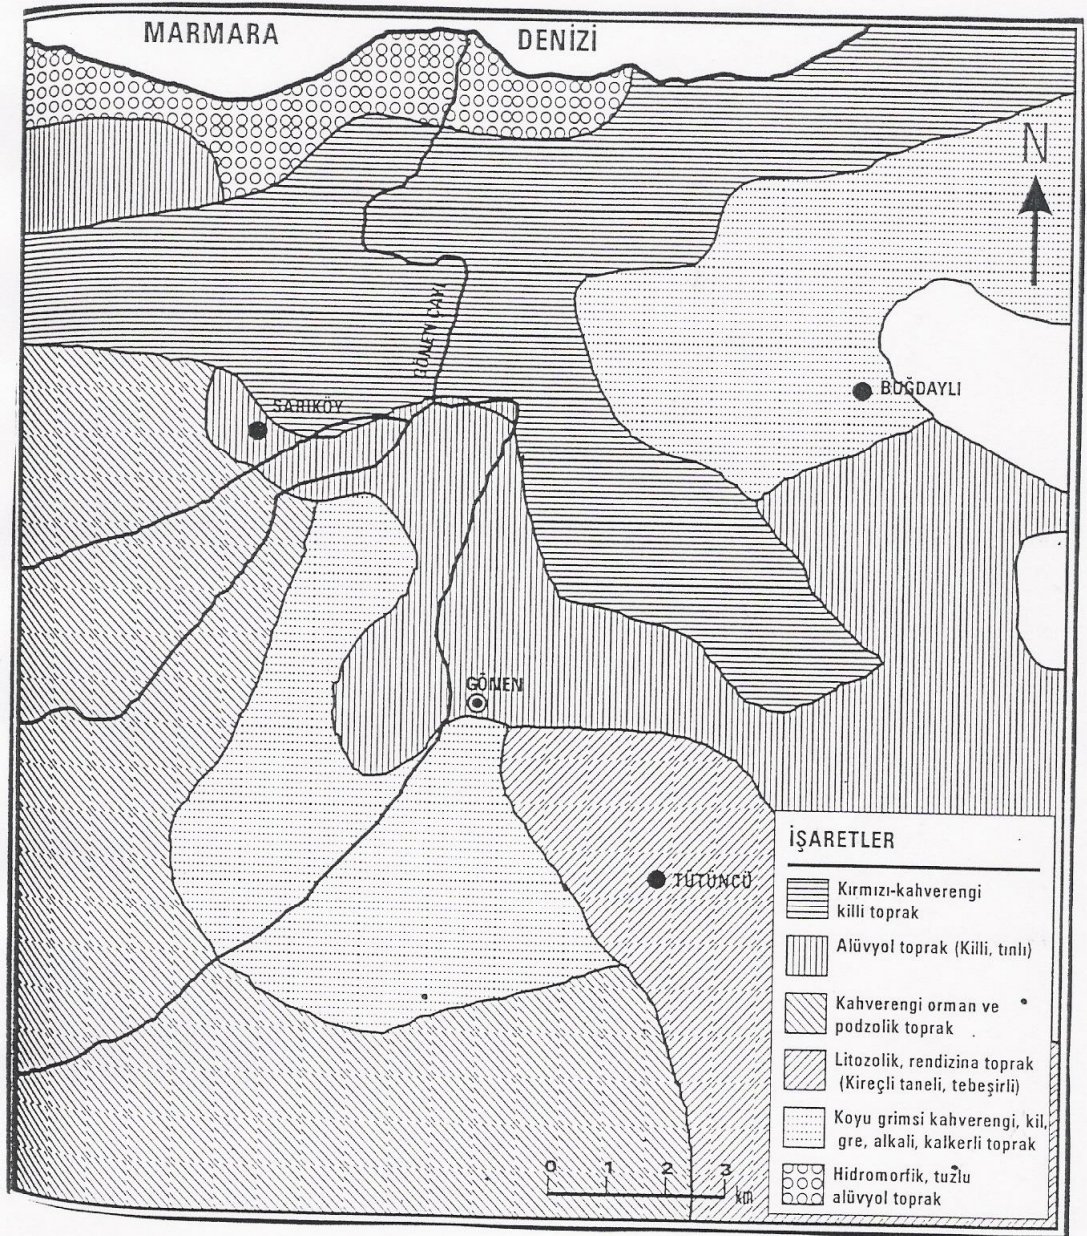 MARMARA DENİZİ
N
GÖNEN ÇAYI
BUĞDAYLI
SARIKÖY
GÖNEN
TÜTÜNCÜ
İŞARETLER
Kırmızı-kahverengi
killi toprak
Alüvyol toprak (Killi, tınlı)
Kahverengi orman ve
podzolik toprak
Litozolik, rendizina toprak
(Kireçli taneli, tebeşirli)
Koyu grimsi kahverengi, kil,
gre, alkali, kalkerli toprak
Hidromorfik, tuzlu
alüvyol toprak
0 1 2 3
km